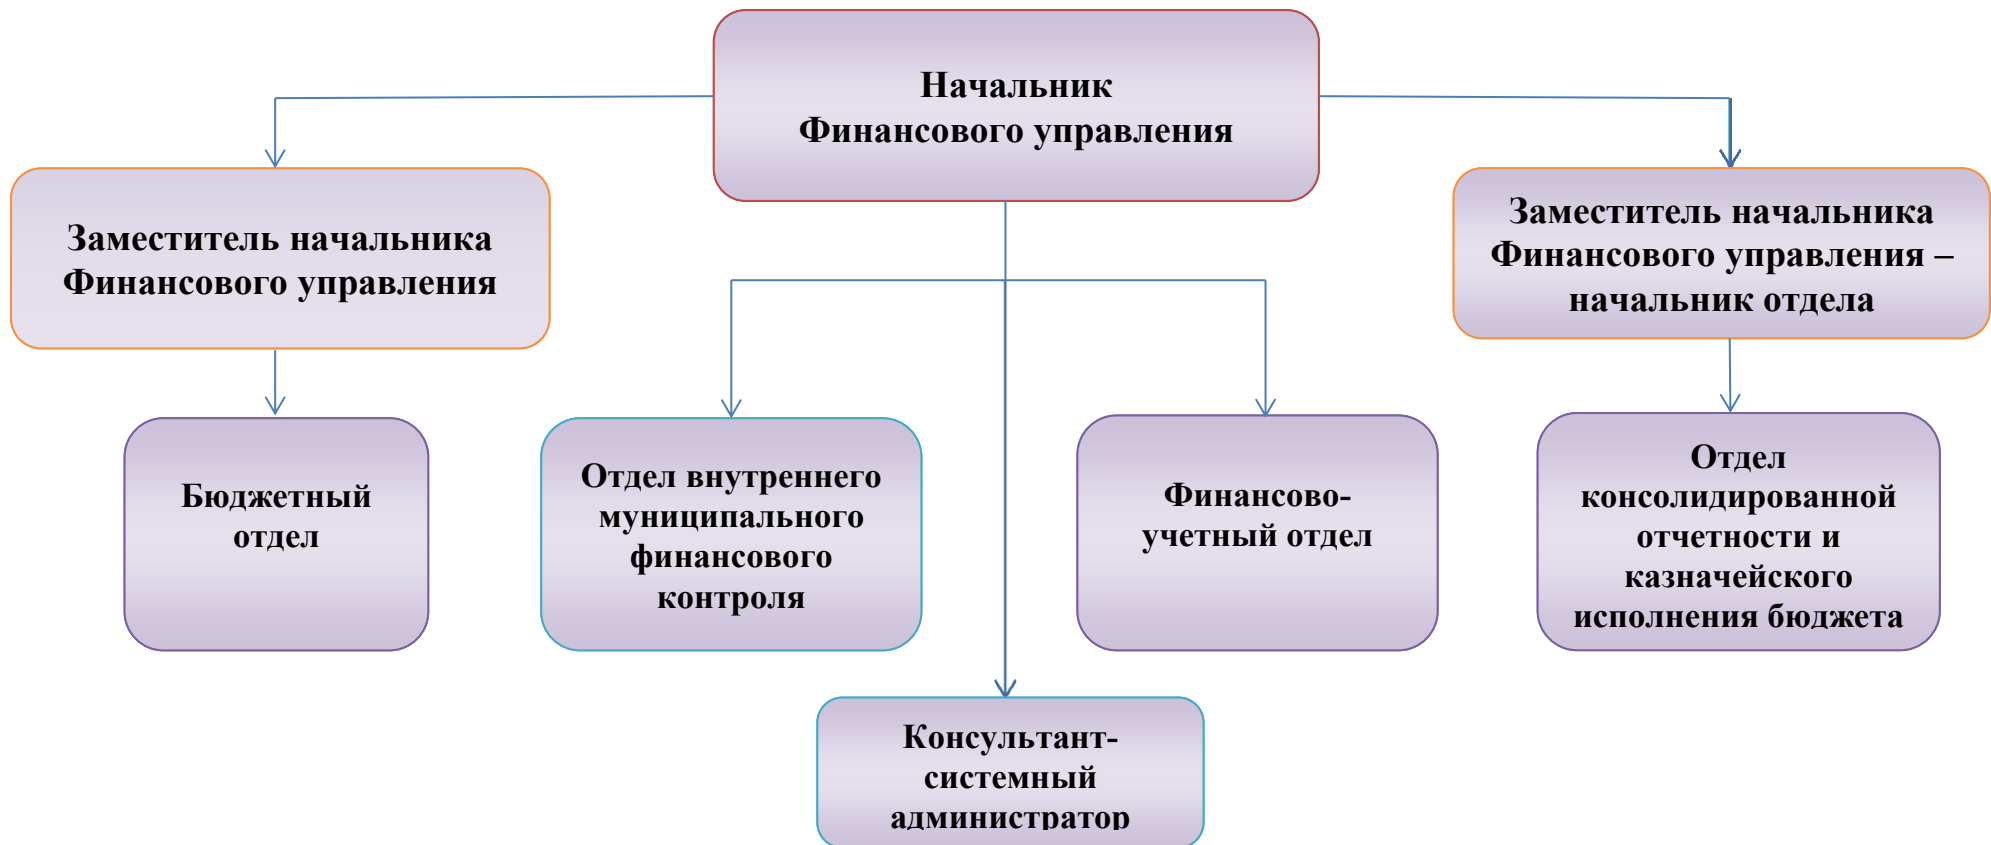 Начальник
Финансового управления
Заместитель начальника
Финансового управления
Заместитель начальника
Финансового управления –
начальник отдела
Бюджетный
отдел
Отдел внутреннего
муниципального
финансового
контроля
Финансово-
учетный отдел
Отдел
консолидированной
отчетности и
казначейского
исполнения бюджета
Консультант-
системный
администратор